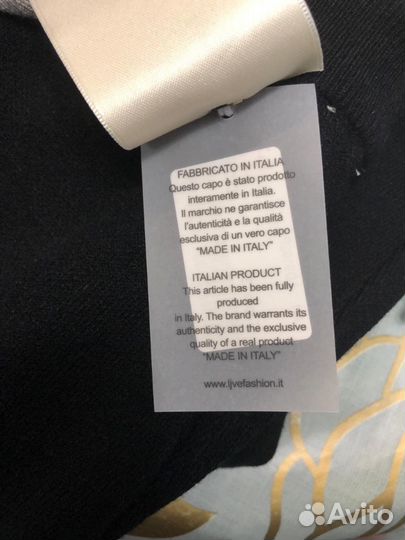 FABBRICATO IN ITALIA
Questo capo è stato prodotto
interamente in Italia.
Il marchio ne garantisce
l'autenticità e la qualità
esclusiva di un vero capo
"MADE IN ITALY"
ITALIAN PRODUCT
This article has been fully
produced
in Italy. The brand warrants its
authenticity and the exclusive
quality of a real product
"MADE IN ITALY"
www.ljvefashion.it
Avito